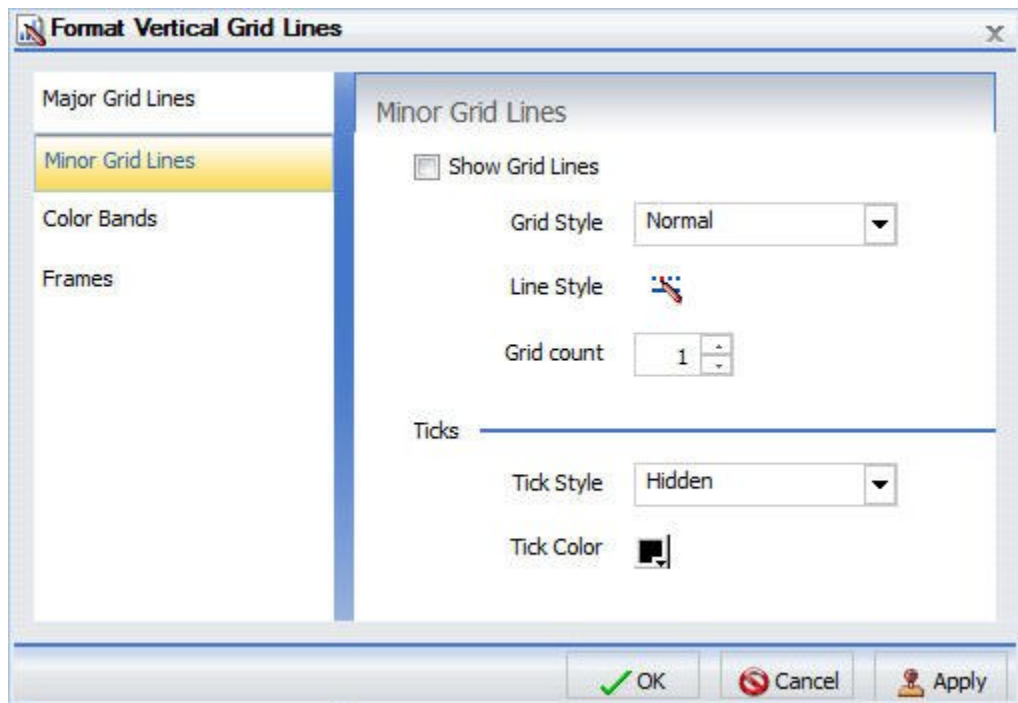 Format Vertical Grid Lines
x
Major Grid Lines
Minor Grid Lines
Color Bands
Frames
Minor Grid Lines
Show Grid Lines
Grid Style Normal
Line Style
Grid count 1
Ticks
Tick Style Hidden
Tick Color
OK Cancel Apply